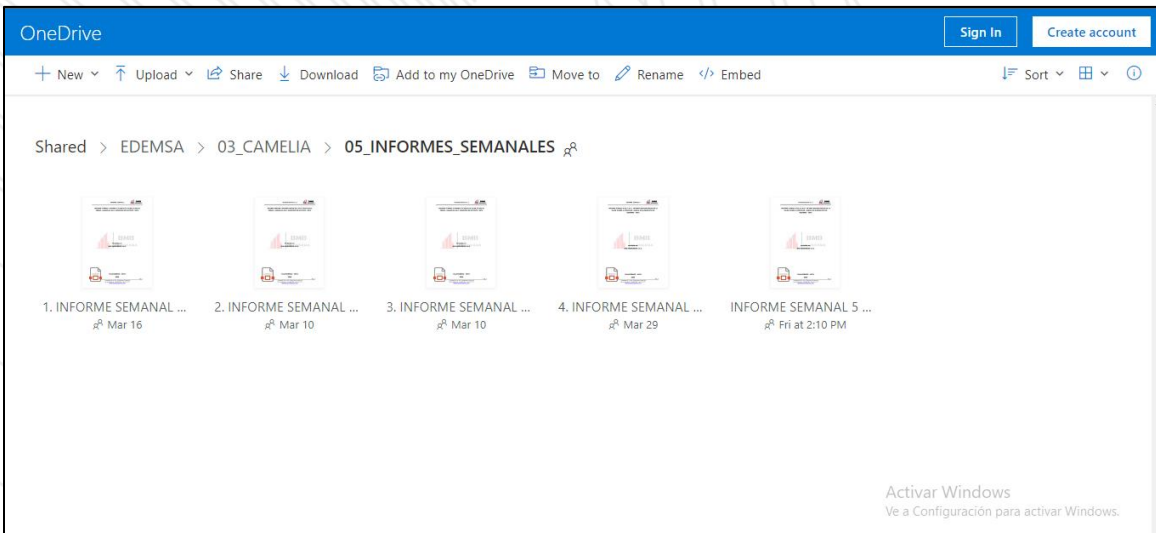 OneDrive
Sign In
Create account
New
Upload
Share
Download
Add to my OneDrive
Move to
Rename
Embed
Sort
Shared > EDEMSA > 03_CAMELIA > 05_INFORMES_SEMANALES
1. INFORME SEMANAL ...
Mar 16
2. INFORME SEMANAL ...
Mar 10
3. INFORME SEMANAL ...
Mar 10
4. INFORME SEMANAL ...
Mar 29
INFORME SEMANAL 5 ...
Fri at 2:10 PM
Activar Windows
Ve a Configuración para activar Windows.